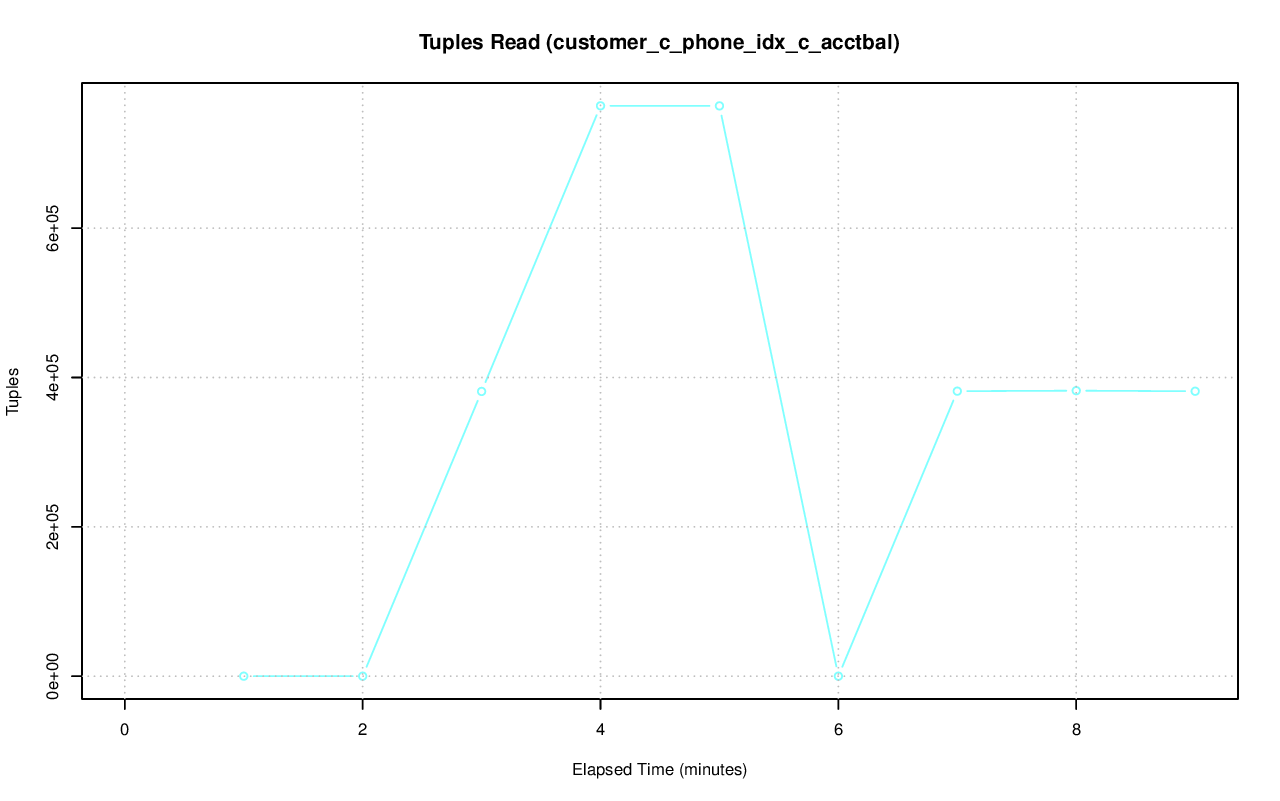 Tuples Read (customer_c_phone_idx_c_acctbal)
Tuples
6e+05
4e+05
2e+05
0e+00
0 2 4 6 8
Elapsed Time (minutes)